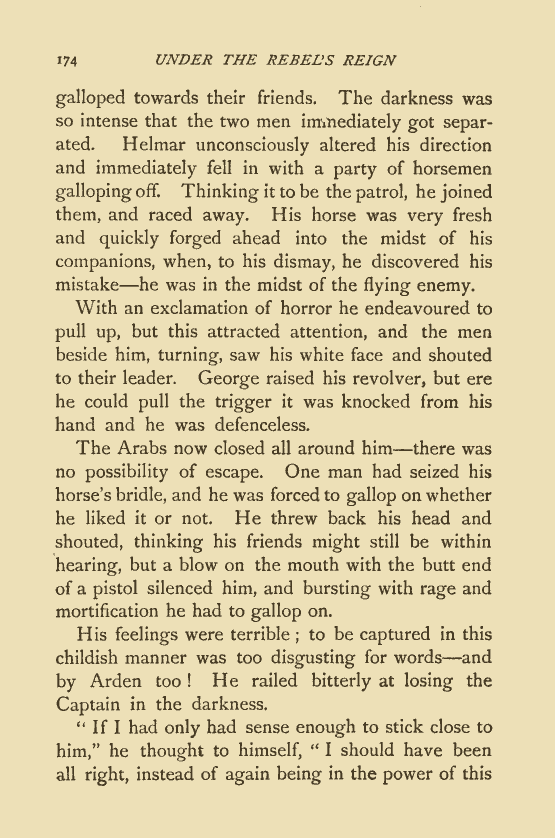 174 UNDER THE REBEL'S REIGN
galloped towards their friends. The darkness was
so intense that the two men immediately got separ-
ated. Helmar unconsciously altered his direction
and immediately fell in with a party of horsemen
galloping off. Thinking it to be the patrol, he joined
them, and raced away. His horse was very fresh
and quickly forged ahead into the midst of his
companions, when, to his dismay, he discovered his
mistake—he was in the midst of the flying enemy.
With an exclamation of horror he endeavoured to
pull up, but this attracted attention, and the men
beside him, turning, saw his white face and shouted
to their leader. George raised his revolver, but ere
he could pull the trigger it was knocked from his
hand and he was defenceless.
The Arabs now closed all around him—there was
no possibility of escape. One man had seized his
horse's bridle, and he was forced to gallop on whether
he liked it or not. He threw back his head and
shouted, thinking his friends might still be within
hearing, but a blow on the mouth with the butt end
of a pistol silenced him, and bursting with rage and
mortification he had to gallop on.
His feelings were terrible ; to be captured in this
childish manner was too disgusting for words—and
by Arden too ! He railed bitterly at losing the
Captain in the darkness.
" If I had only had sense enough to stick close to
him," he thought to himself, " I should have been
all right, instead of again being in the power of this